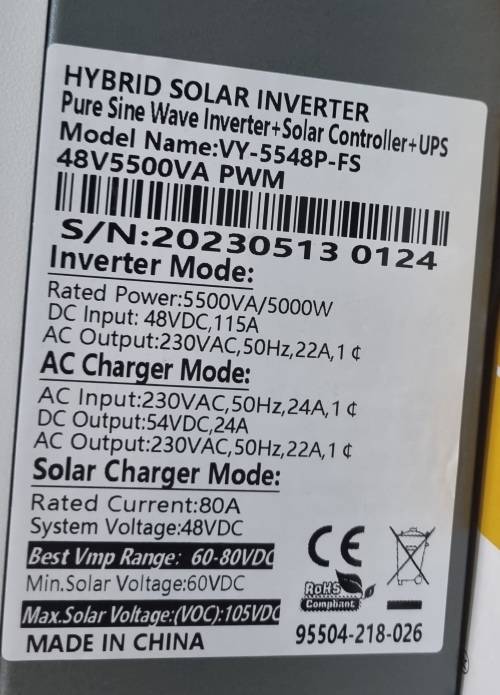 HYBRID SOLAR INVERTER
Pure Sine Wave Inverter+Solar Controller+UPS
Model Name:VY-5548P-FS
48V5500VA PWM
S/N:20230513 0124
Inverter Mode:
Rated Power:5500VA/5000W
DC Input: 48VDC,115A
AC Output:230VAC,50Hz,22A,1 ¢
AC Charger Mode:
AC Input:230VAC,50Hz,24A,1 ¢
DC Output:54VDC,24A
AC Output:230VAC,50Hz,22A,1 ¢
Solar Charger Mode:
Rated Current:80A
System Voltage:48VDC
Best Vmp Range: 60-80VDC
Min.Solar Voltage:60VDC
Max.Solar Voltage:(VOC):105VDC
MADE IN CHINA
CE
RoHS
Compliant
95504-218-026